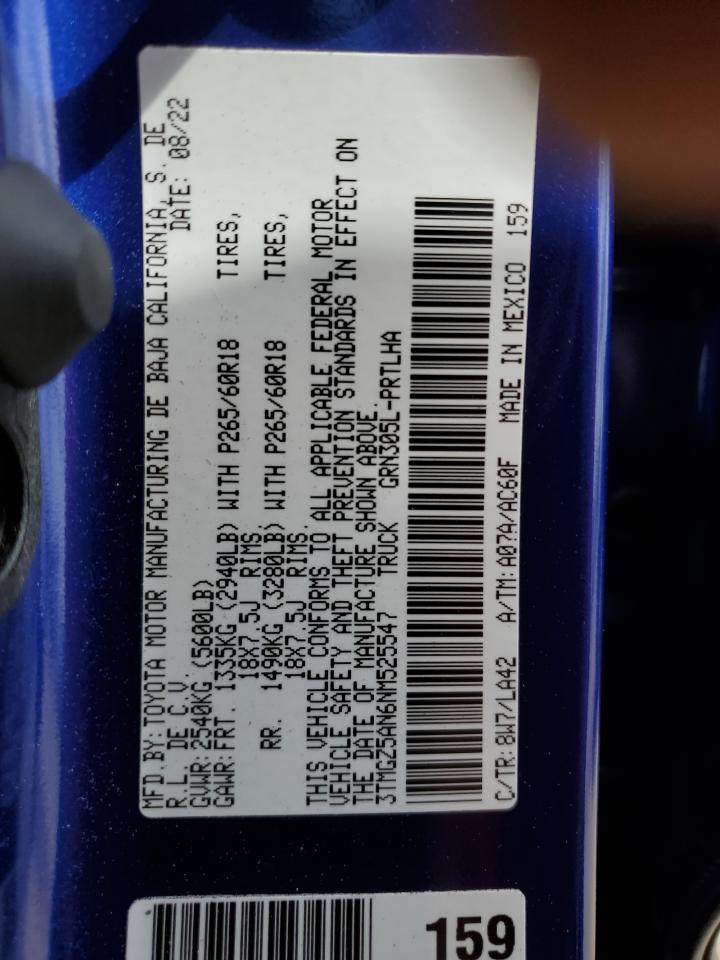 MFD.BY:TOYOTA MOTOR MANUFACTURING DE BAJA CALIFORNIA, S. DE
R.L. DE C.V. DATE: 08/22
GVWR:2540KG (5600LB)
GAWR:FRT. 1335KG (2940LB) WITH P265/60R18 TIRES,
18X7.5J RIMS,
RR. 1490KG (3280LB) WITH P265/60R18 TIRES,
18X7.5J RIMS.
THIS VEHICLE CONFORMS TO ALL APPLICABLE FEDERAL MOTOR
VEHICLE SAFETY AND THEFT PREVENTION STANDARDS IN EFFECT ON
THE DATE OF MANUFACTURE SHOWN ABOVE.
3TMGZ5AN6NM525547 TRUCK GRN305L-PRTLHA
C/TR:8W7/LA42 A/TM:A07A/AC60F MADE IN MEXICO 159
159